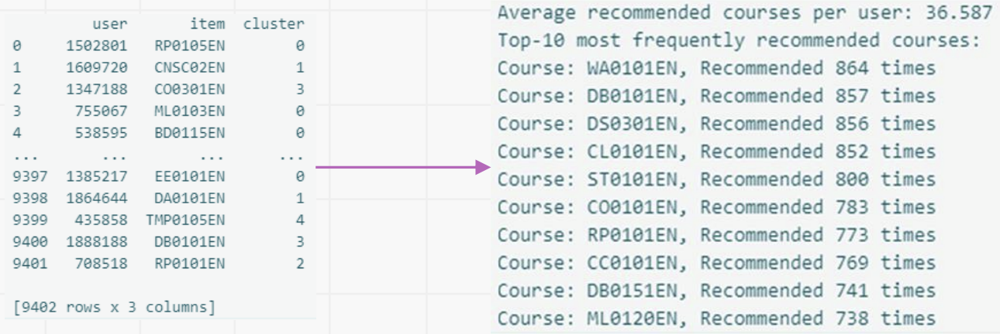 user item cluster
0 1502801 RP0105EN 0
1 1609720 CNSC02EN 1
2 1347188 CO0301EN 3
3 755067 ML0103EN 0
4 538595 BD0115EN 0
... ... ... ...
9397 1385217 EE0101EN 0
9398 1864644 DA0101EN 1
9399 435858 TMP0105EN 4
9400 1888188 DB0101EN 3
9401 708518 RP0101EN 2
[9402 rows x 3 columns]
Average recommended courses per user: 36.587
Top-10 most frequently recommended courses:
Course: WA0101EN, Recommended 864 times
Course: DB0101EN, Recommended 857 times
Course: DS0301EN, Recommended 856 times
Course: CL0101EN, Recommended 852 times
Course: ST0101EN, Recommended 800 times
Course: CO0101EN, Recommended 783 times
Course: RP0101EN, Recommended 773 times
Course: CC0101EN, Recommended 769 times
Course: DB0151EN, Recommended 741 times
Course: ML0120EN, Recommended 738 times